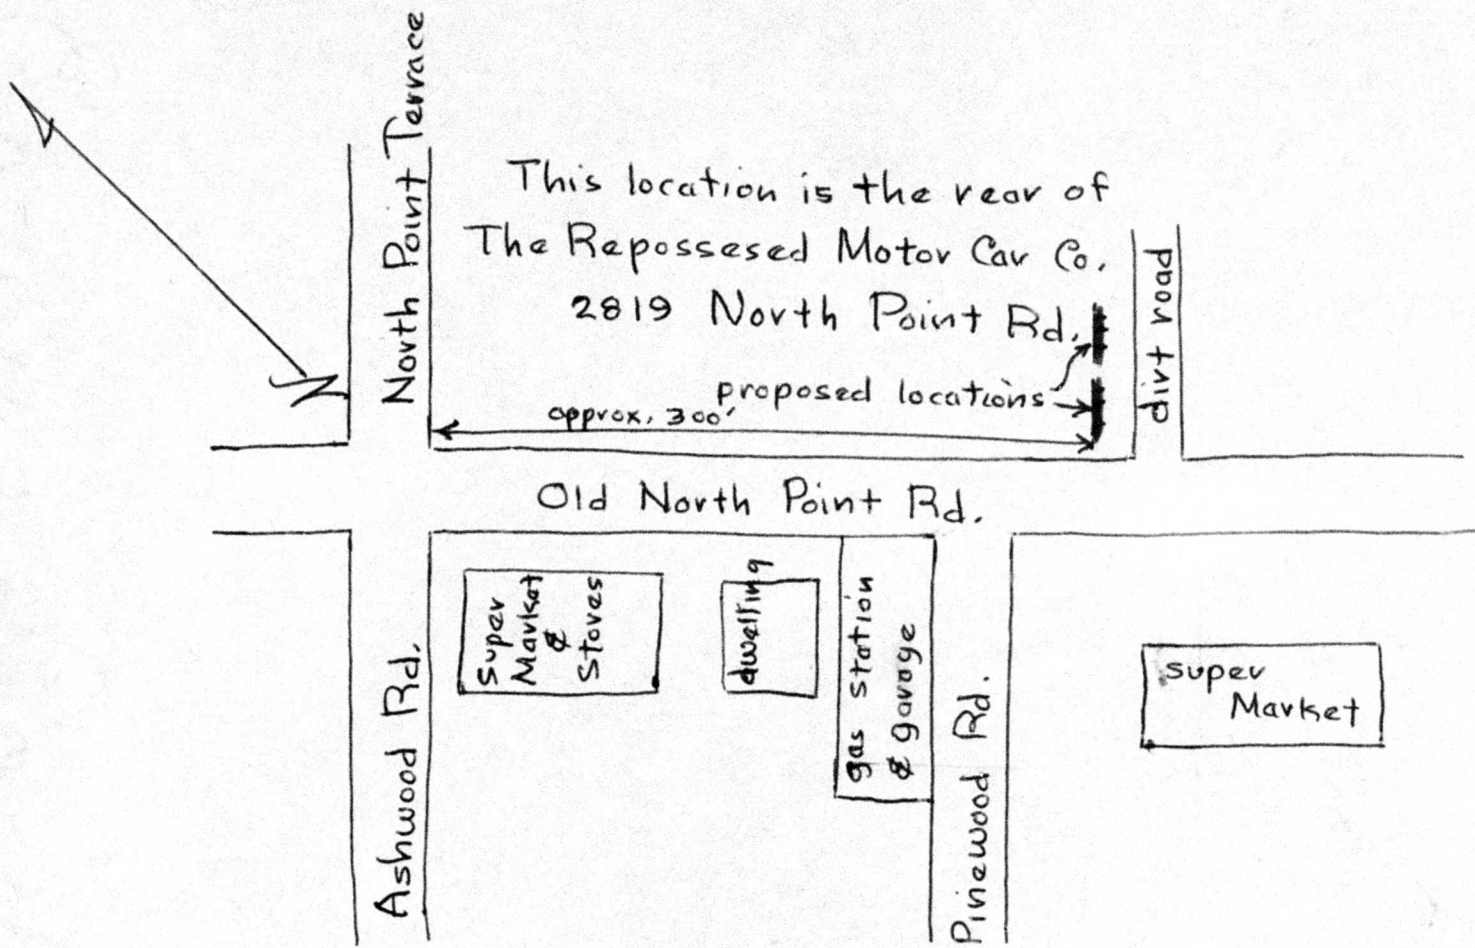 North Point Terrace
This location is the rear of
The Repossesed Motor Car Co.
2819 North Point Rd.
proposed locations
approx. 300'
dirt road
N
Old North Point Rd.
Ashwood Rd.
Super
Market
&
Stores
dwelling
gas station
& garage
Pinewood Rd.
super
Market